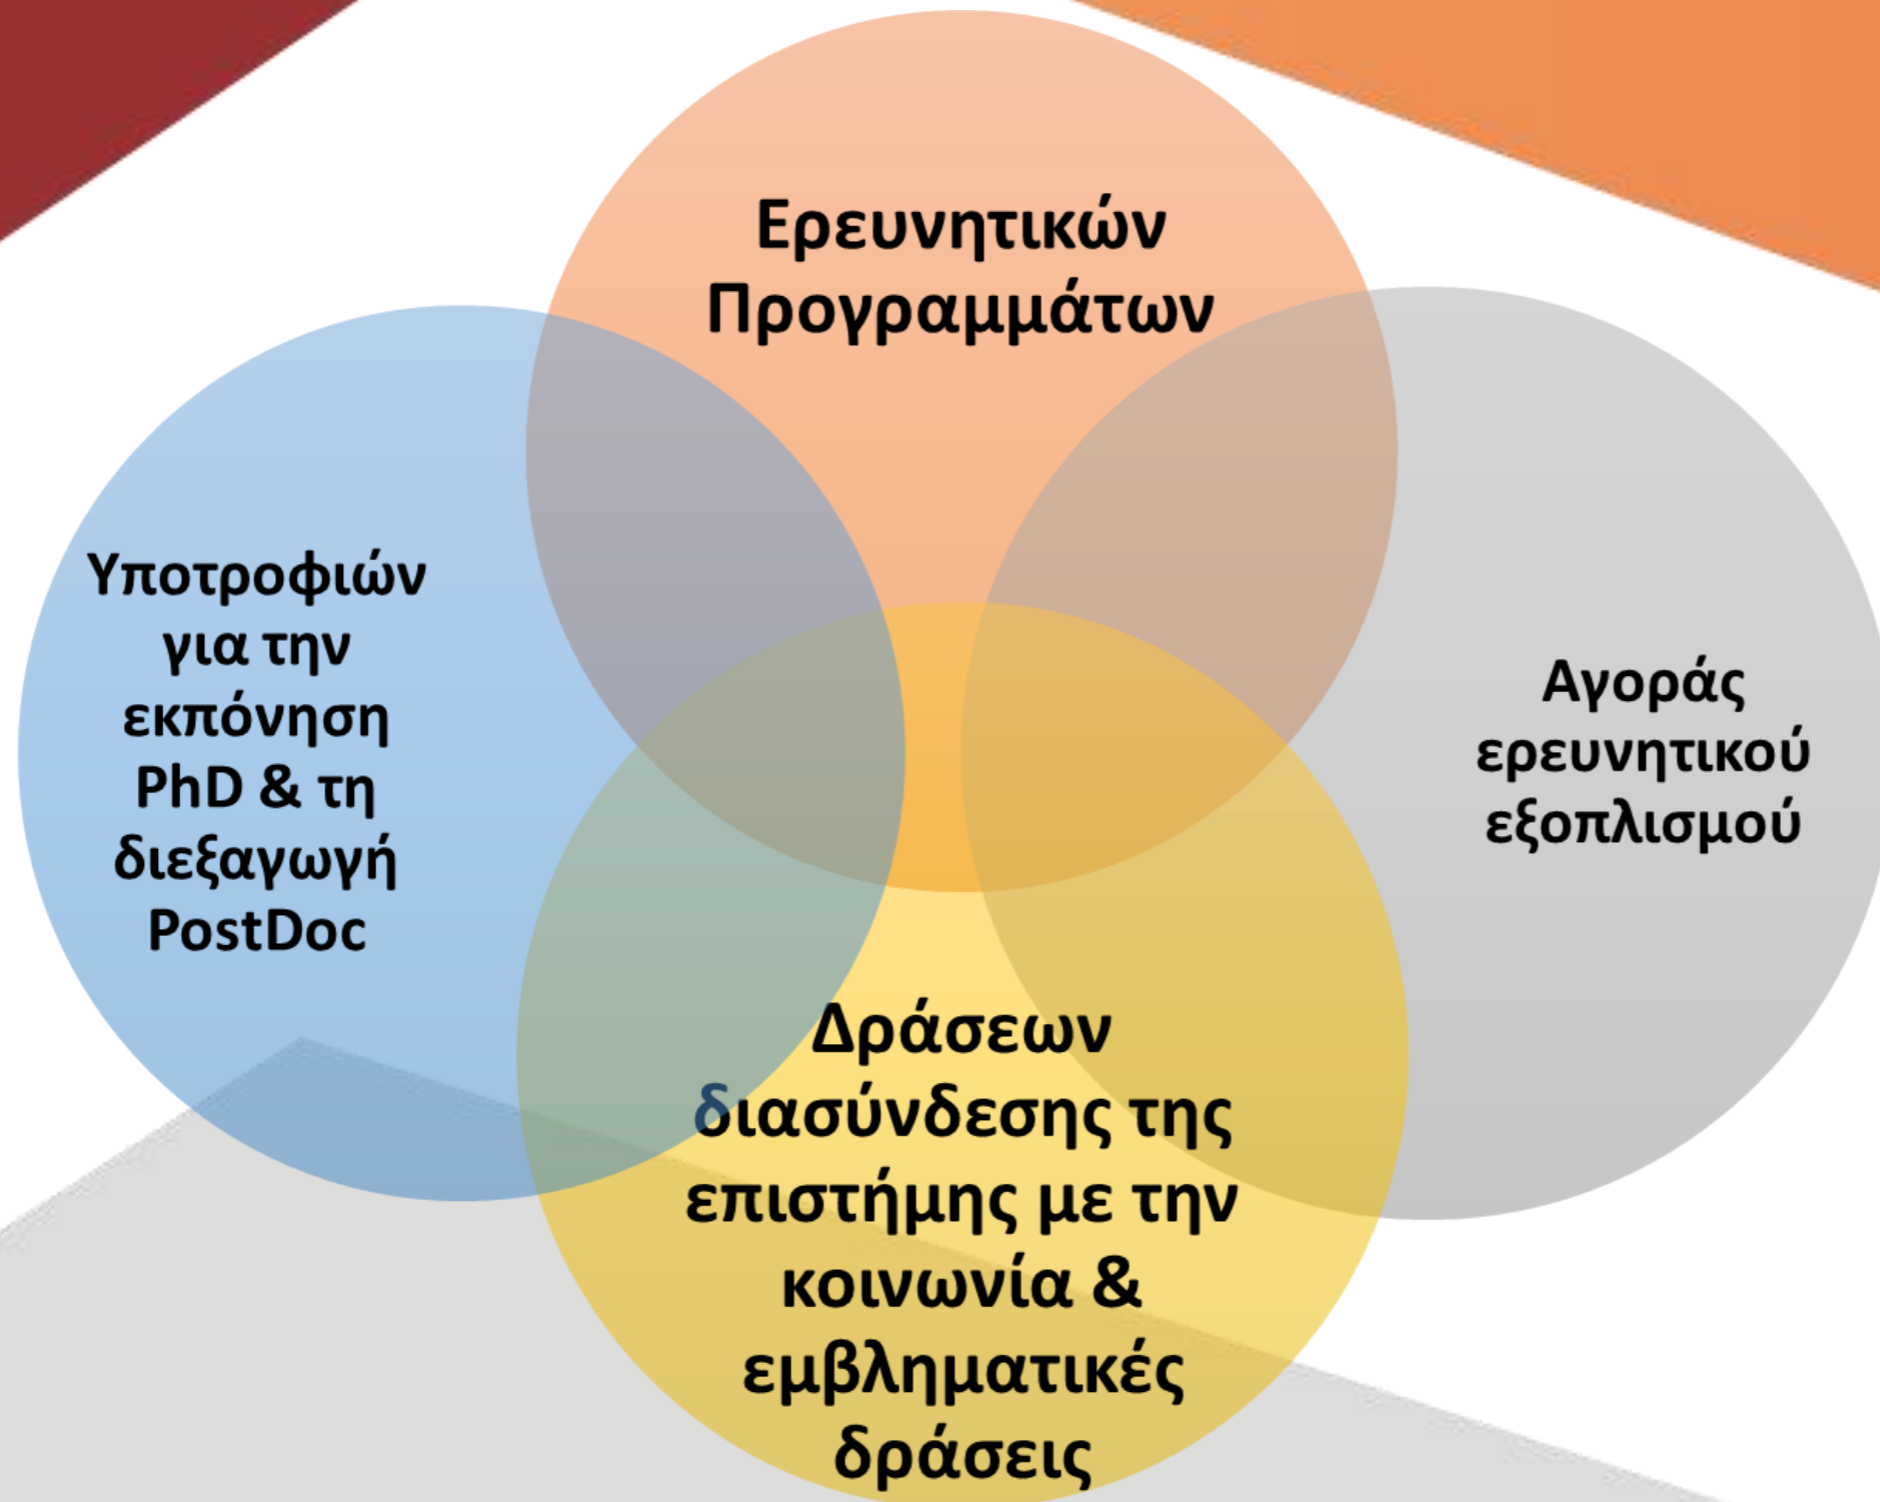 Ερευνητικών
Προγραμμάτων
Υποτροφιών
για την
εκπόνηση
PhD & τη
διεξαγωγή
PostDoc
Αγοράς
ερευνητικού
εξοπλισμού
Δράσεων
διασύνδεσης της
επιστήμης με την
κοινωνία &
εμβληματικές
δράσεις